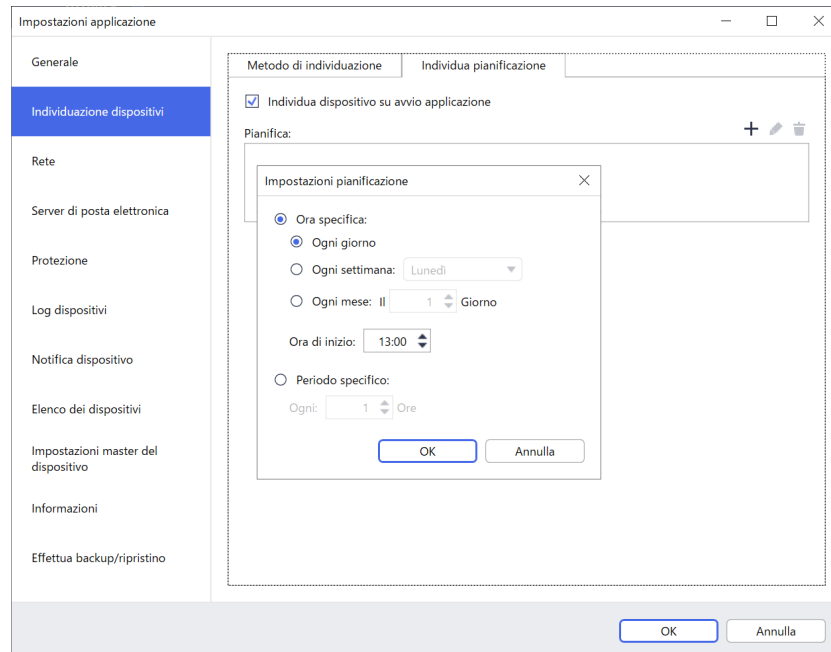 Impostazioni applicazione
Generale
Individuazione dispositivi
Rete
Server di posta elettronica
Protezione
Log dispositivi
Notifica dispositivo
Elenco dei dispositivi
Impostazioni master del
dispositivo
Informazioni
Effettua backup/ripristino
Metodo di individuazione
Individua pianificazione
Individua dispositivo su avvio applicazione
Pianifica:
Impostazioni pianificazione
Ora specifica:
Ogni giorno
Ogni settimana: Lunedì
Ogni mese: Il 1 Giorno
Ora di inizio: 13:00
Periodo specifico:
Ogni: 1 Ore
OK Annulla
OK Annulla